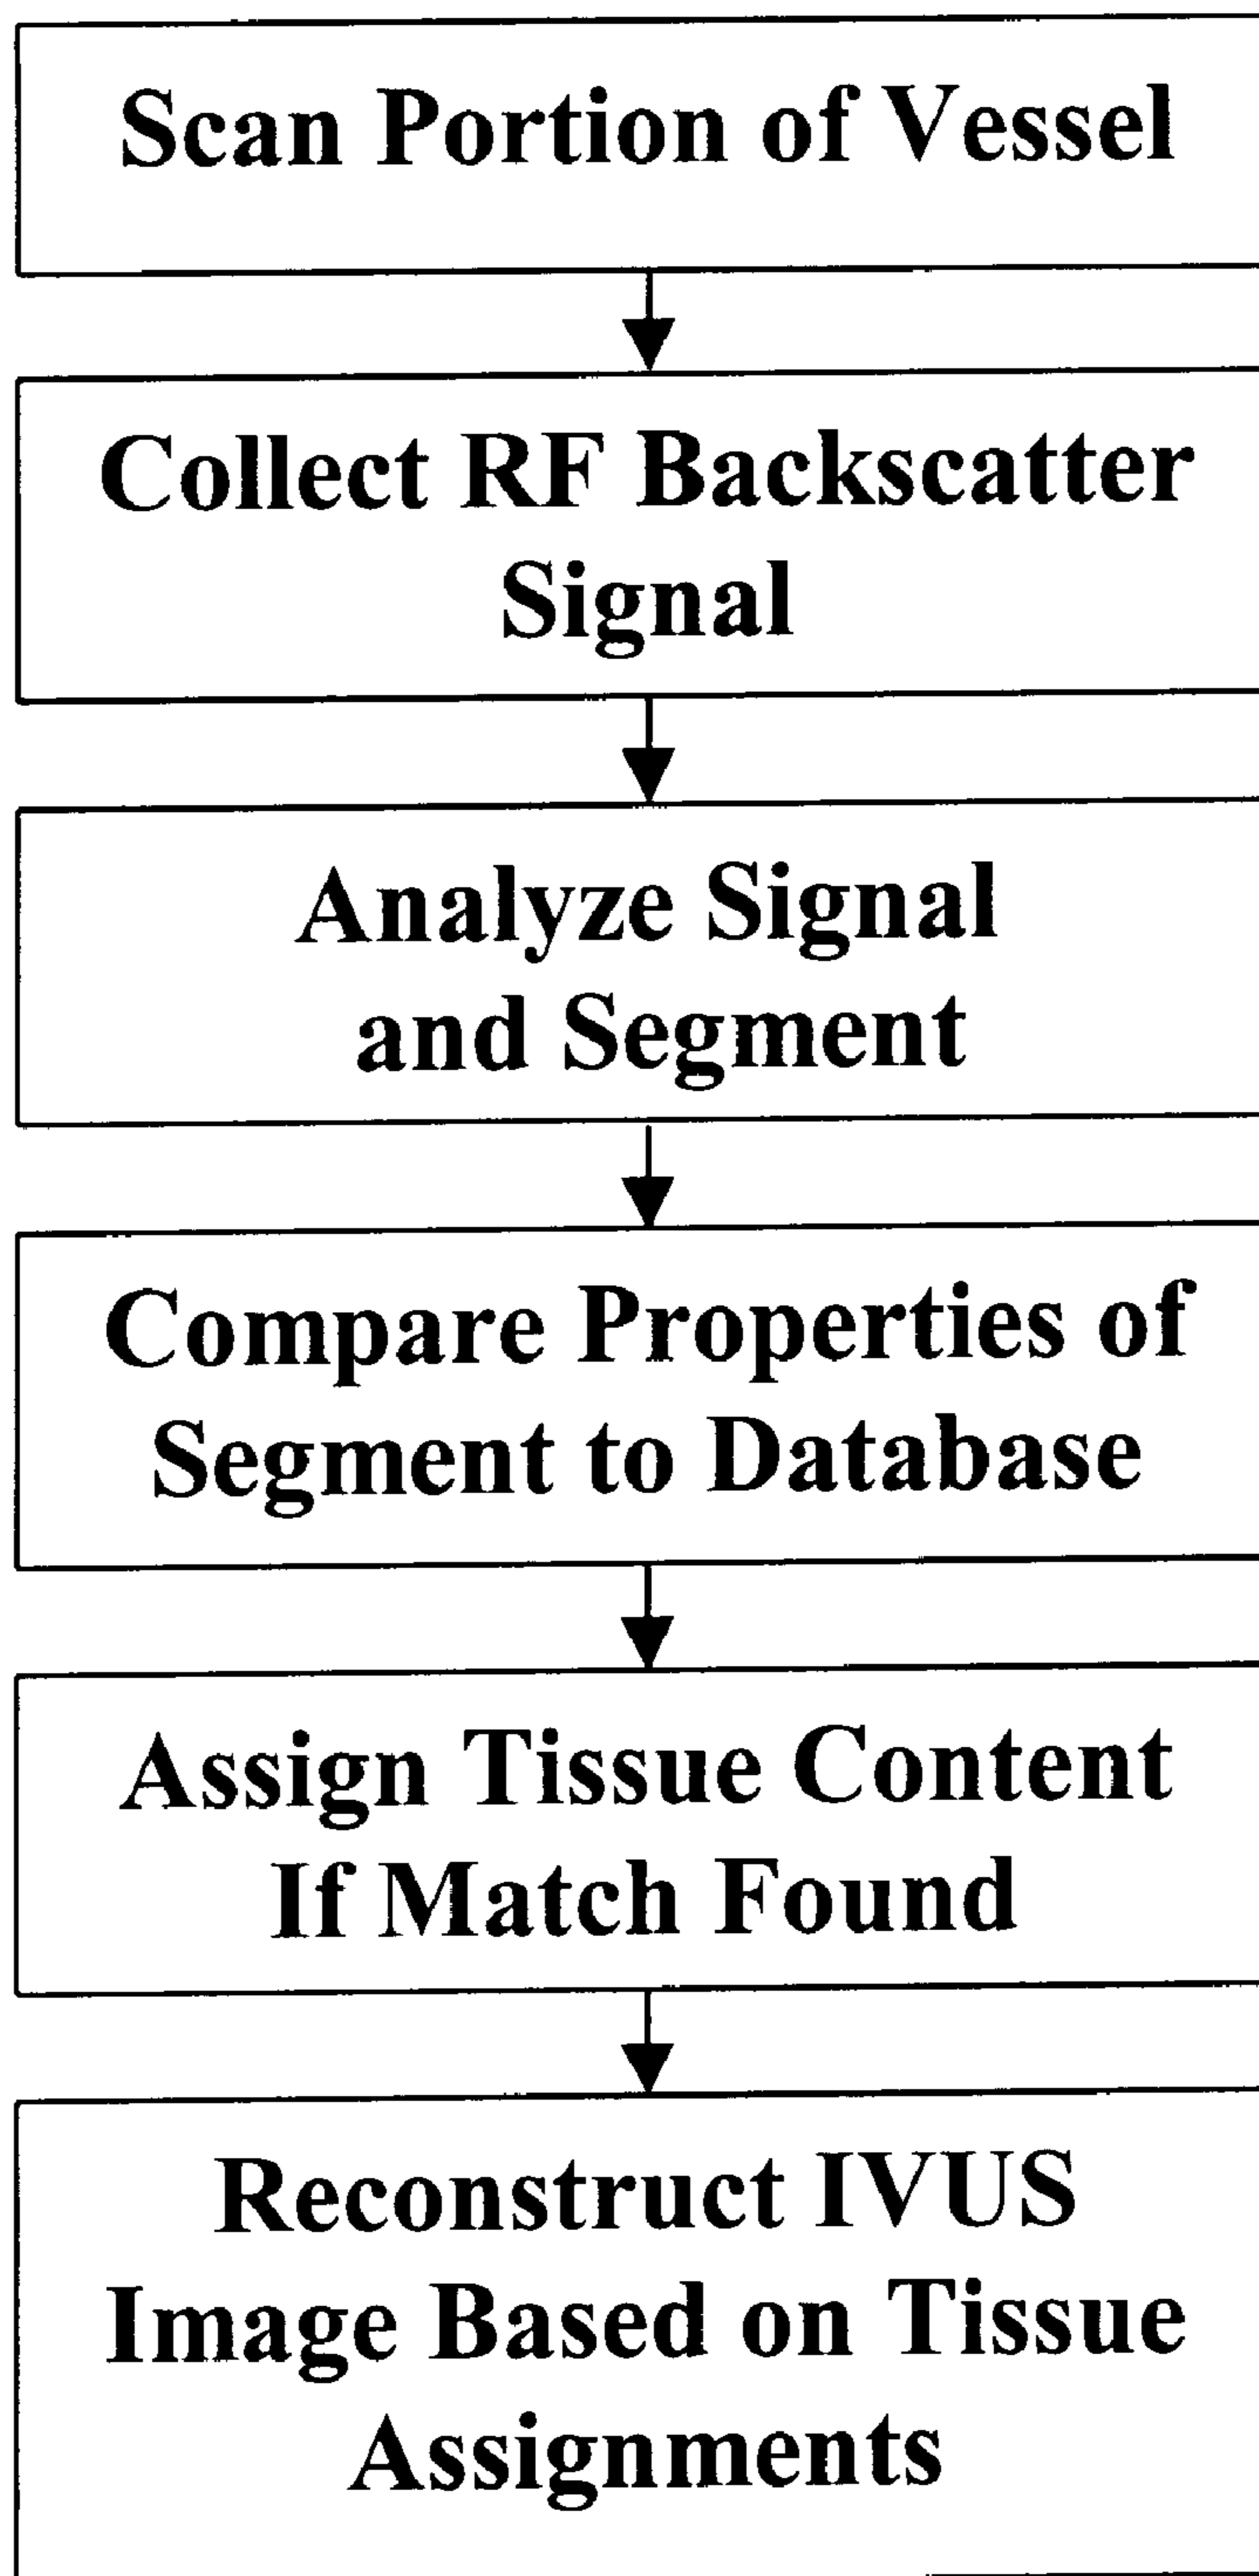 Scan Portion of Vessel
Collect RF Backscatter
Signal
Analyze Signal
and Segment
Compare Properties of
Segment to Database
Assign Tissue Content
If Match Found
Reconstruct IVUS
Image Based on Tissue
Assignments